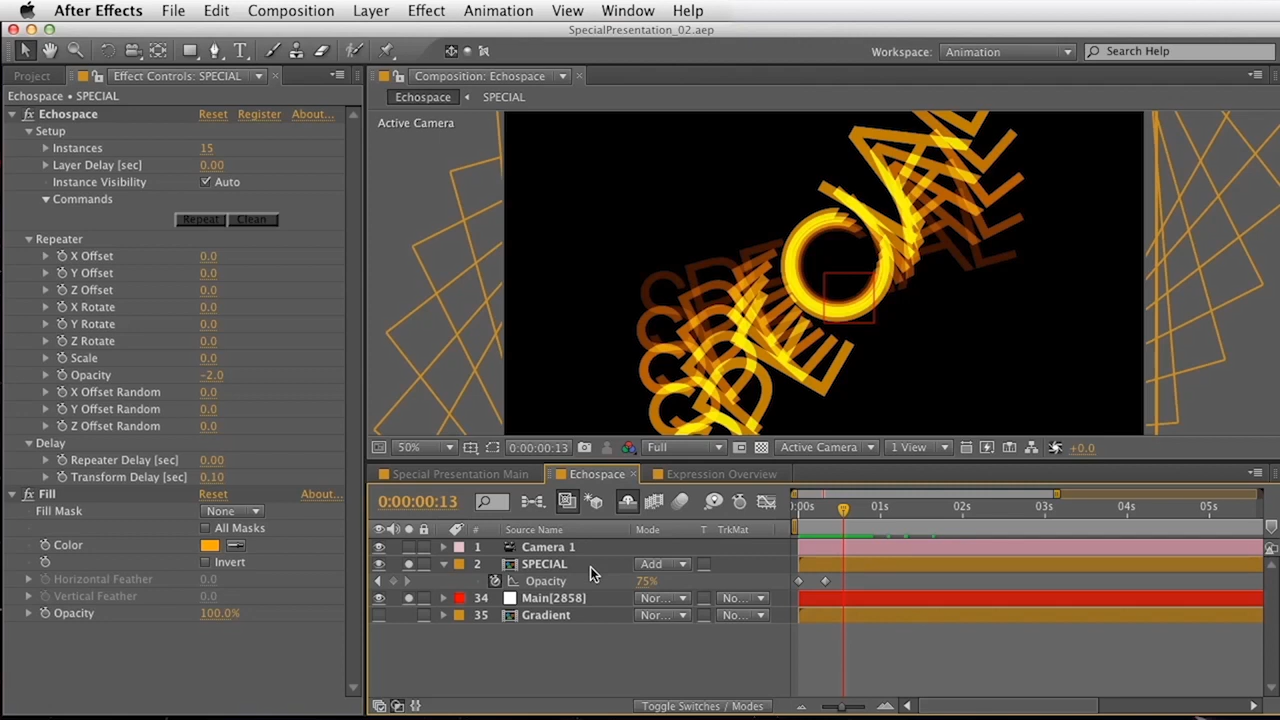 After Effects File Edit Composition Layer Effect Animation View Window Help
SpecialPresentation_02.aep
Workspace: Animation Search Help
Project Effect Controls: SPECIAL Composition: Echospace
Echospace • SPECIAL Echospace SPECIAL
Echospace Reset Register About...
Active Camera
Setup
Instances 15
Layer Delay [sec] 0.00
Instance Visibility Auto
Commands
Repeat Clean
Repeater
X Offset 0.0
Y Offset 0.0
Z Offset 0.0
X Rotate 0.0
Y Rotate 0.0
Z Rotate 0.0
Scale 0.0
Opacity -2.0
X Offset Random 0.0
Y Offset Random 0.0
Z Offset Random 0.0
Delay
50% 0:00:00:13 Full Active Camera 1 View +0.0
Repeater Delay [sec] 0.00
Transform Delay [sec] 0.10
Special Presentation Main Echospace Expression Overview
Fill Reset About...
0:00:00:13 :00s 01s 02s 03s 04s 05s
Fill Mask None
All Masks
# Source Name Mode T TrkMat
Color
1 Camera 1
Invert
2 SPECIAL Add
Horizontal Feather 0.0
Opacity 75%
Vertical Feather 0.0
34 Main[2858] Nor... No...
Opacity 100.0%
35 Gradient Nor... No...
Toggle Switches / Modes